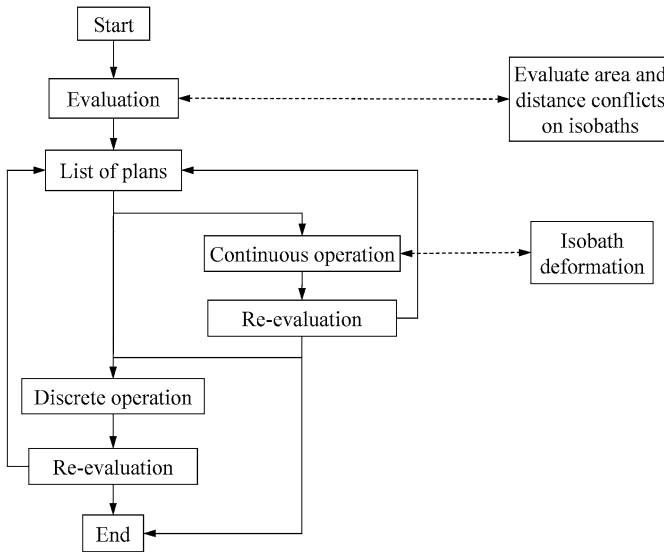 Start
Evaluation
Evaluate area and
distance conflicts
on isobaths
List of plans
Continuous operation
Isobath
deformation
Re-evaluation
Discrete operation
Re-evaluation
End